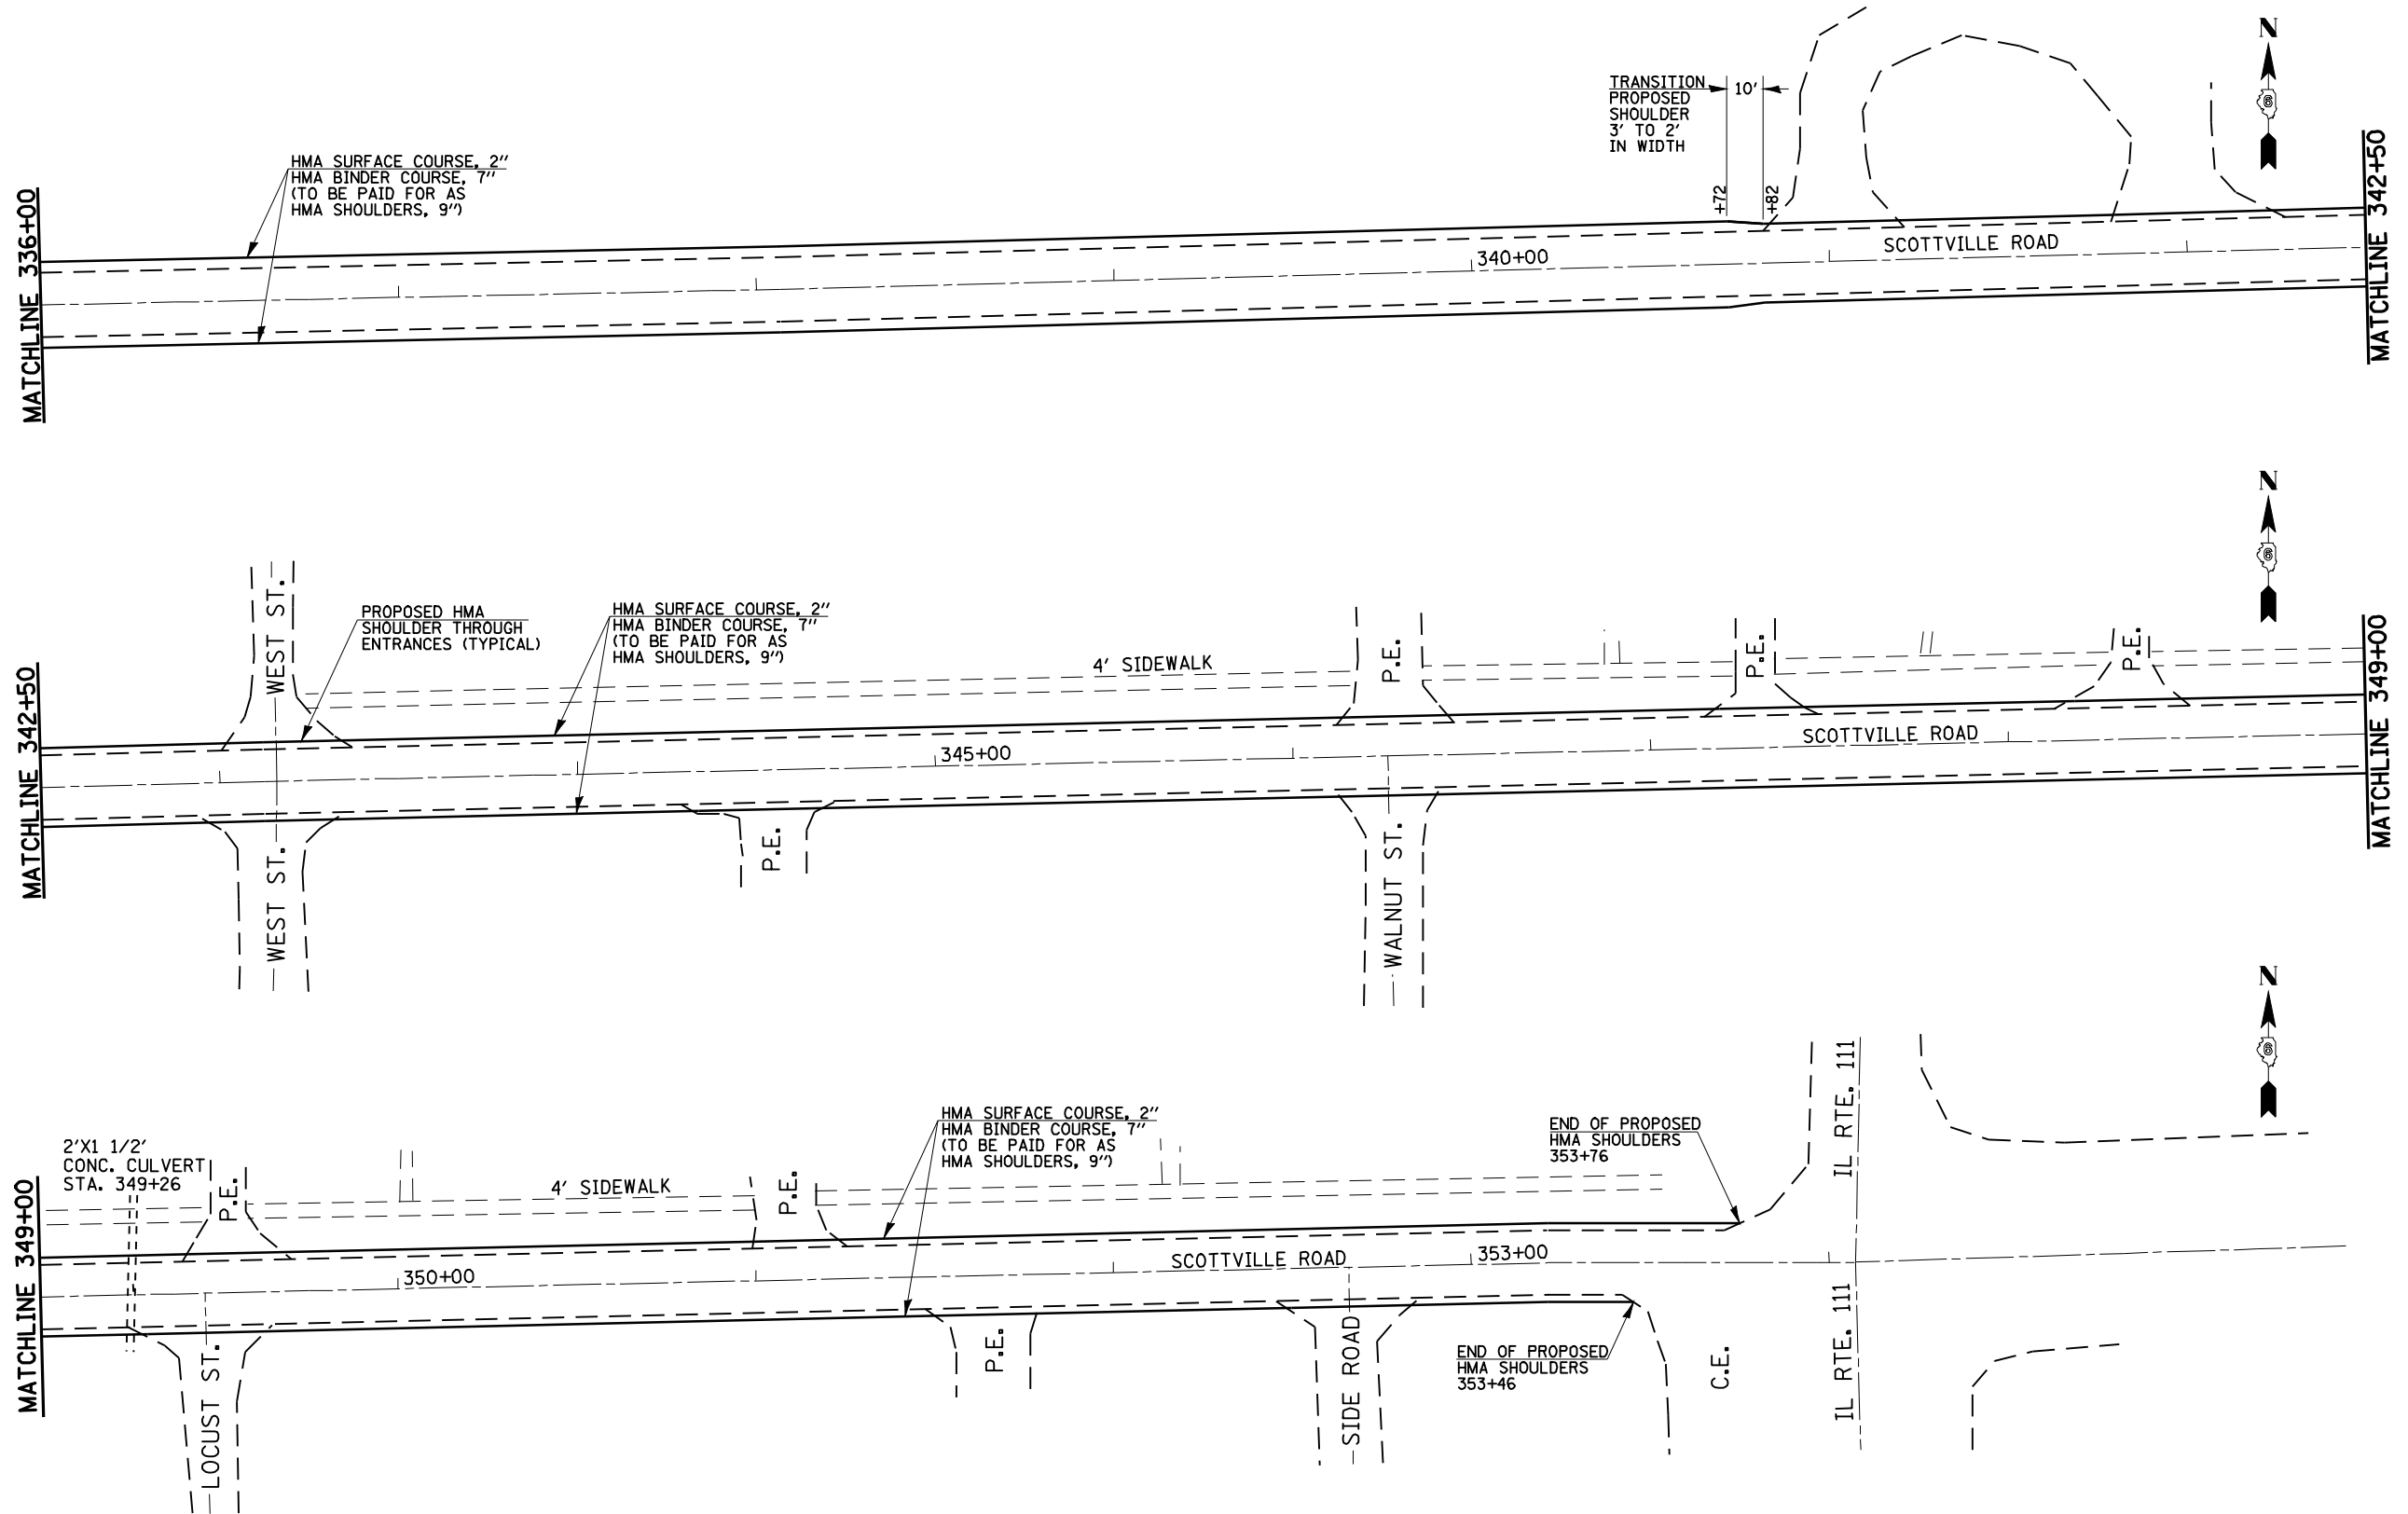 N
6
TRANSITION
PROPOSED
SHOULDER
3' TO 2'
IN WIDTH
10'
+72
+82
HMA SURFACE COURSE, 2"
HMA BINDER COURSE, 7"
(TO BE PAID FOR AS
HMA SHOULDERS, 9")
MATCHLINE 336+00
340+00
SCOTTVILLE ROAD
MATCHLINE 342+50
N
6
WEST ST.
PROPOSED HMA
SHOULDER THROUGH
ENTRANCES (TYPICAL)
HMA SURFACE COURSE, 2"
HMA BINDER COURSE, 7"
(TO BE PAID FOR AS
HMA SHOULDERS, 9")
4' SIDEWALK
P.E.
P.E.
P.E.
MATCHLINE 342+50
345+00
SCOTTVILLE ROAD
MATCHLINE 349+00
WEST ST.
P.E.
WALNUT ST.
N
6
2'X1 1/2'
CONC. CULVERT
STA. 349+26
P.E.
4' SIDEWALK
P.E.
HMA SURFACE COURSE, 2"
HMA BINDER COURSE, 7"
(TO BE PAID FOR AS
HMA SHOULDERS, 9")
END OF PROPOSED
HMA SHOULDERS
353+76
IL RTE. 111
MATCHLINE 349+00
350+00
SCOTTVILLE ROAD
353+00
LOCUST ST.
P.E.
SIDE ROAD
END OF PROPOSED
HMA SHOULDERS
353+46
C.E.
IL RTE. 111